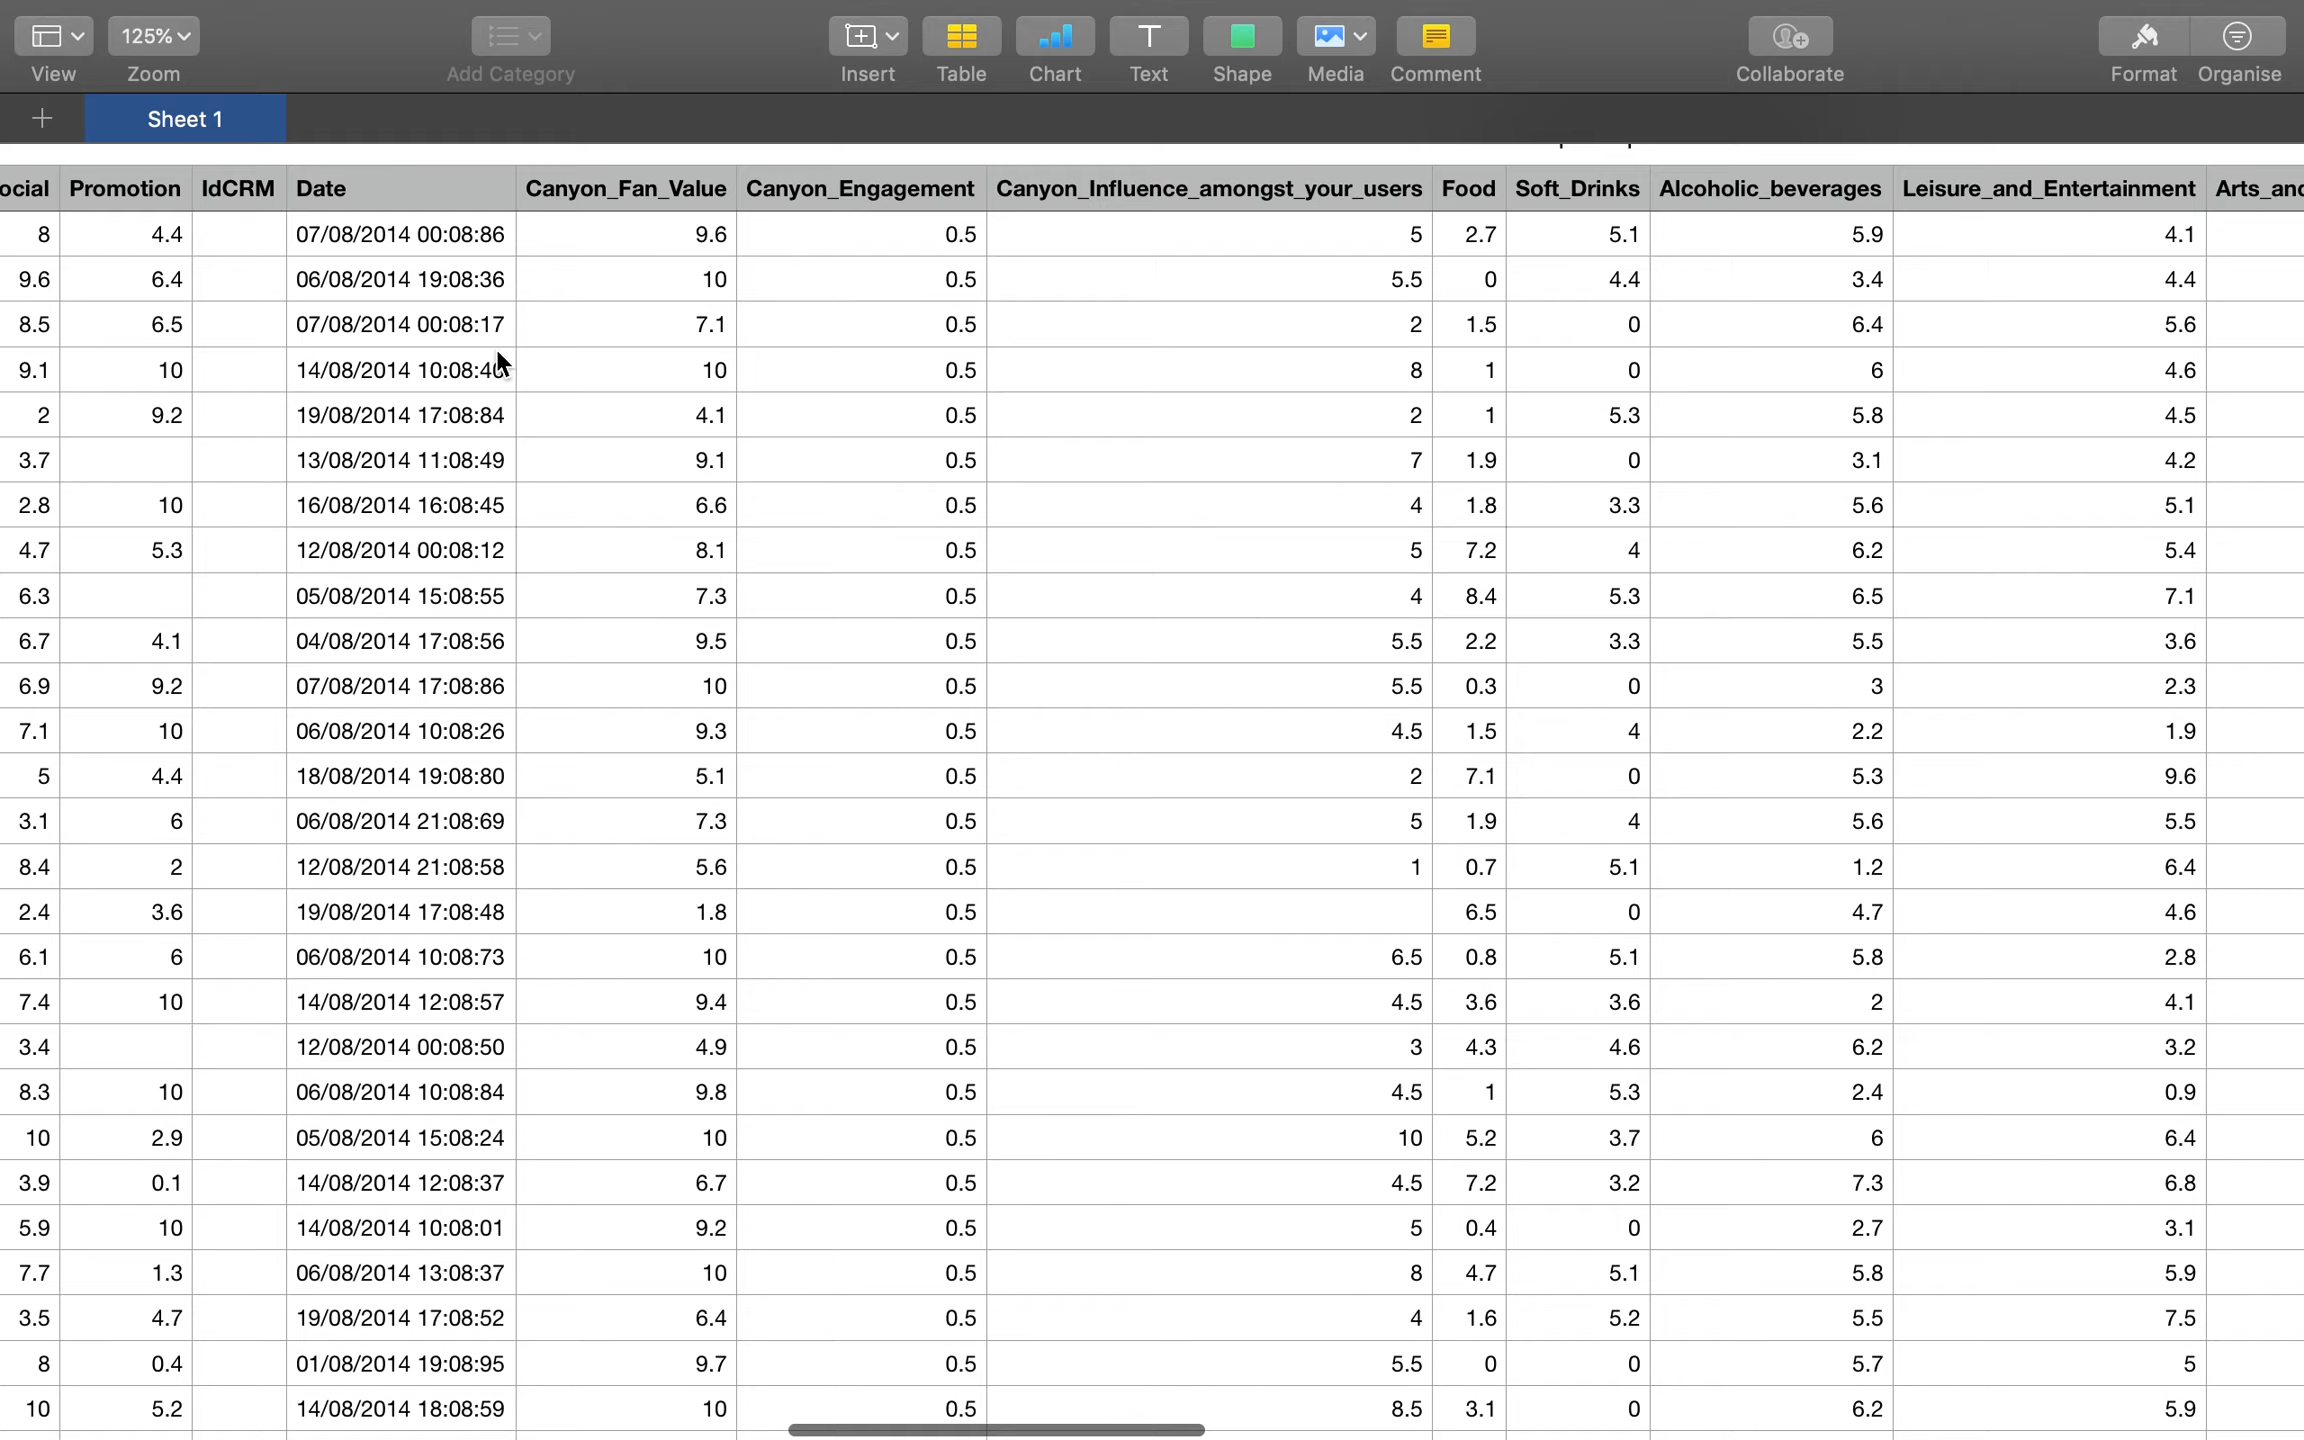 125%
View Zoom Add Category Insert Table Chart Text Shape Media Comment Collaborate Format Organise
Sheet 1
ocial Promotion IdCRM Date Canyon_Fan_Value Canyon_Engagement Canyon_Influence_amongst_your_users Food Soft_Drinks Alcoholic_beverages Leisure_and_Entertainment Arts_and
8 4.4 07/08/2014 00:08:86 9.6 0.5 5 2.7 5.1 5.9 4.1
9.6 6.4 06/08/2014 19:08:36 10 0.5 5.5 0 4.4 3.4 4.4
8.5 6.5 07/08/2014 00:08:17 7.1 0.5 2 1.5 0 6.4 5.6
9.1 10 14/08/2014 10 0.5 8 1 0 6 4.6
2 9.2 19/08/2014 17:08:84 4.1 0.5 2 1 5.3 5.8 4.5
3.7 13/08/2014 11:08:49 9.1 0.5 7 1.9 0 3.1 4.2
2.8 10 16/08/2014 16:08:45 6.6 0.5 4 1.8 3.3 5.6 5.1
4.7 5.3 12/08/2014 00:08:12 8.1 0.5 5 7.2 4 6.2 5.4
6.3 05/08/2014 15:08:55 7.3 0.5 4 8.4 5.3 6.5 7.1
6.7 4.1 04/08/2014 17:08:56 9.5 0.5 5.5 2.2 3.3 5.5 3.6
6.9 9.2 07/08/2014 17:08:86 10 0.5 5.5 0.3 0 3 2.3
7.1 10 06/08/2014 10:08:26 9.3 0.5 4.5 1.5 4 2.2 1.9
5 4.4 18/08/2014 19:08:80 5.1 0.5 2 7.1 0 5.3 9.6
3.1 6 06/08/2014 21:08:69 7.3 0.5 5 1.9 4 5.6 5.5
8.4 2 12/08/2014 21:08:58 5.6 0.5 1 0.7 5.1 1.2 6.4
2.4 3.6 19/08/2014 17:08:48 1.8 0.5 6.5 0 4.7 4.6
6.1 6 06/08/2014 10:08:73 10 0.5 6.5 0.8 5.1 5.8 2.8
7.4 10 14/08/2014 12:08:57 9.4 0.5 4.5 3.6 3.6 2 4.1
3.4 12/08/2014 00:08:50 4.9 0.5 3 4.3 4.6 6.2 3.2
8.3 10 06/08/2014 10:08:84 9.8 0.5 4.5 1 5.3 2.4 0.9
10 2.9 05/08/2014 15:08:24 10 0.5 10 5.2 3.7 6 6.4
3.9 0.1 14/08/2014 12:08:37 6.7 0.5 4.5 7.2 3.2 7.3 6.8
5.9 10 14/08/2014 10:08:01 9.2 0.5 5 0.4 0 2.7 3.1
7.7 1.3 06/08/2014 13:08:37 10 0.5 8 4.7 5.1 5.8 5.9
3.5 4.7 19/08/2014 17:08:52 6.4 0.5 4 1.6 5.2 5.5 7.5
8 0.4 01/08/2014 19:08:95 9.7 0.5 5.5 0 0 5.7 5
10 5.2 14/08/2014 18:08:59 10 0.5 8.5 3.1 0 6.2 5.9